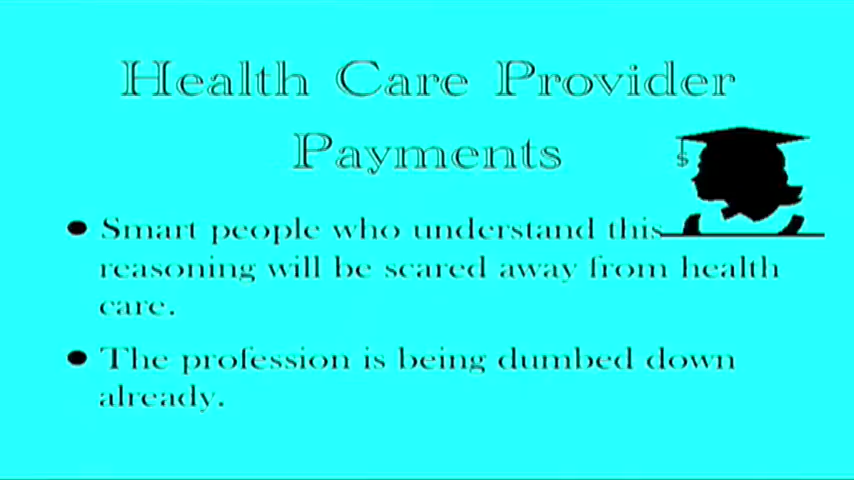 Health Care Provider
Payments
$
• Smart people who understand this
reasoning will be scared away from health
care.
• The profession is being dumbed down
already.